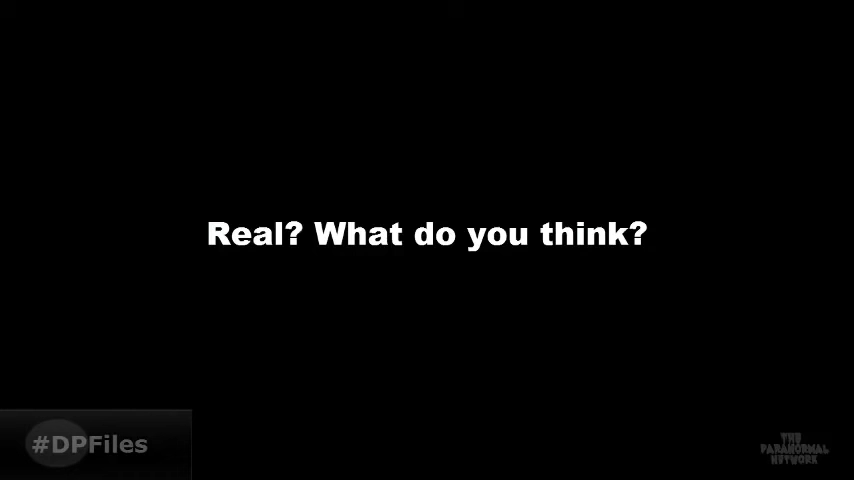 Real? What do you think?
#DPFiles
THE
PARANORMAL
NETWORK